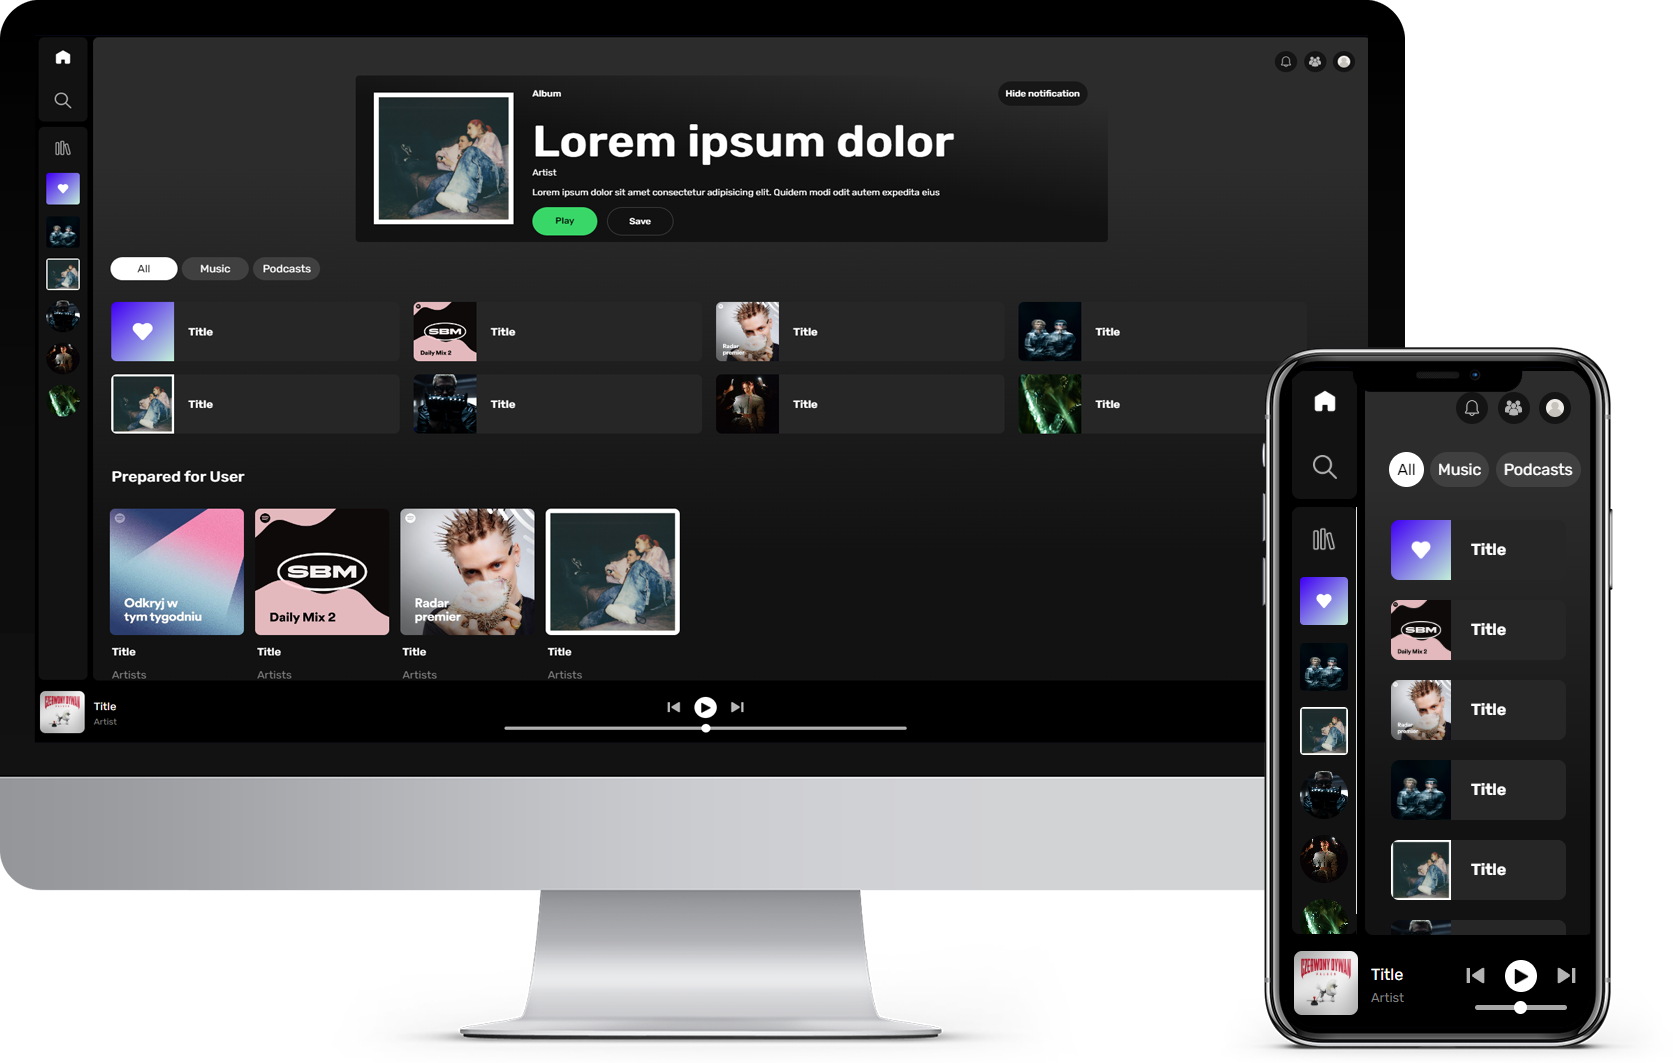 Album
Hide notification
Lorem ipsum dolor
Artist
Lorem ipsum dolor sit amet consectetur adipisicing elit. Quidem modi odit autem expedita eius
Play
Save
All
Music
Podcasts
Title
SBM
Daily Mix 2
Title
Radar
premier
Title
Title
Title
Title
Title
Title
Prepared for User
Odkryj w
tym tygodniu
SBM
Daily Mix 2
Radar
premier
Title
Title
Title
Title
Artists
Artists
Artists
Artists
CZERWONY DYWAN
Title
Artist
All
Music
Podcasts
Title
SBM
Daily Mix 2
Title
Radar
premier
Title
Title
Title
CZERWONY DYWAN
Title
Artist